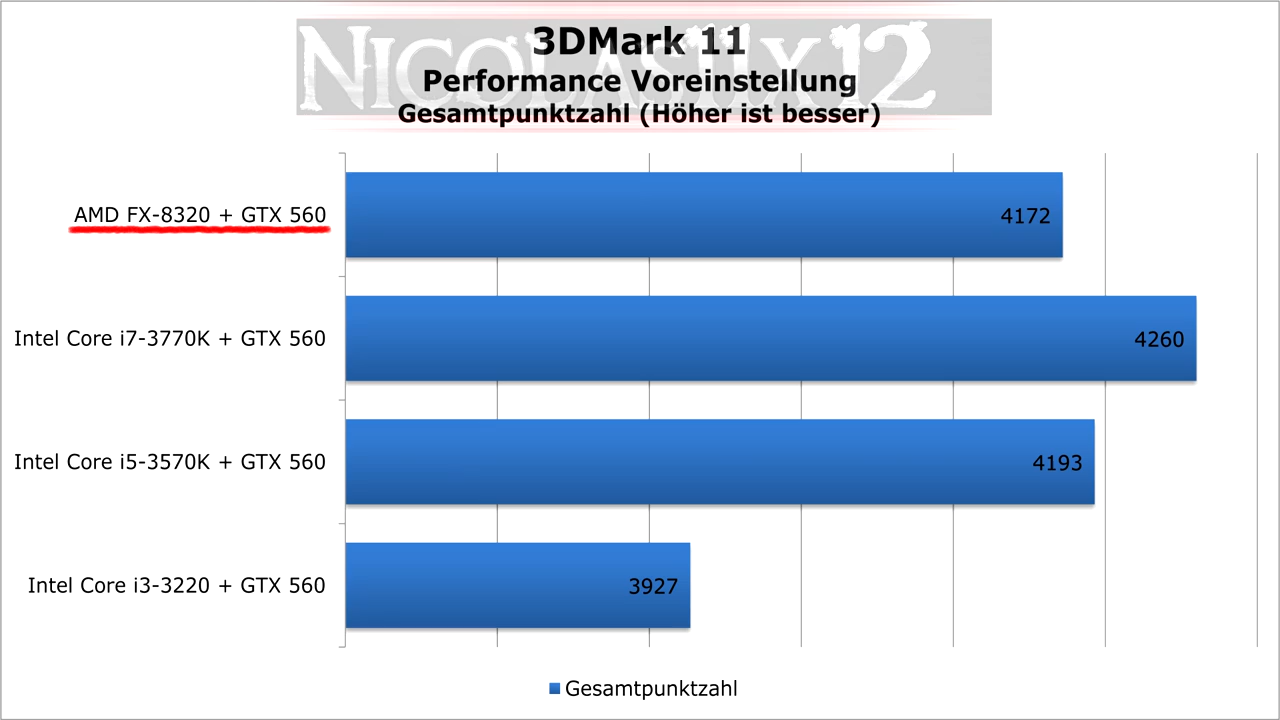 NICOLAS11X12
3DMark 11
Performance Voreinstellung
Gesamtpunktzahl (Höher ist besser)
AMD FX-8320 + GTX 560
4172
Intel Core i7-3770K + GTX 560
4260
Intel Core i5-3570K + GTX 560
4193
Intel Core i3-3220 + GTX 560
3927
Gesamtpunktzahl